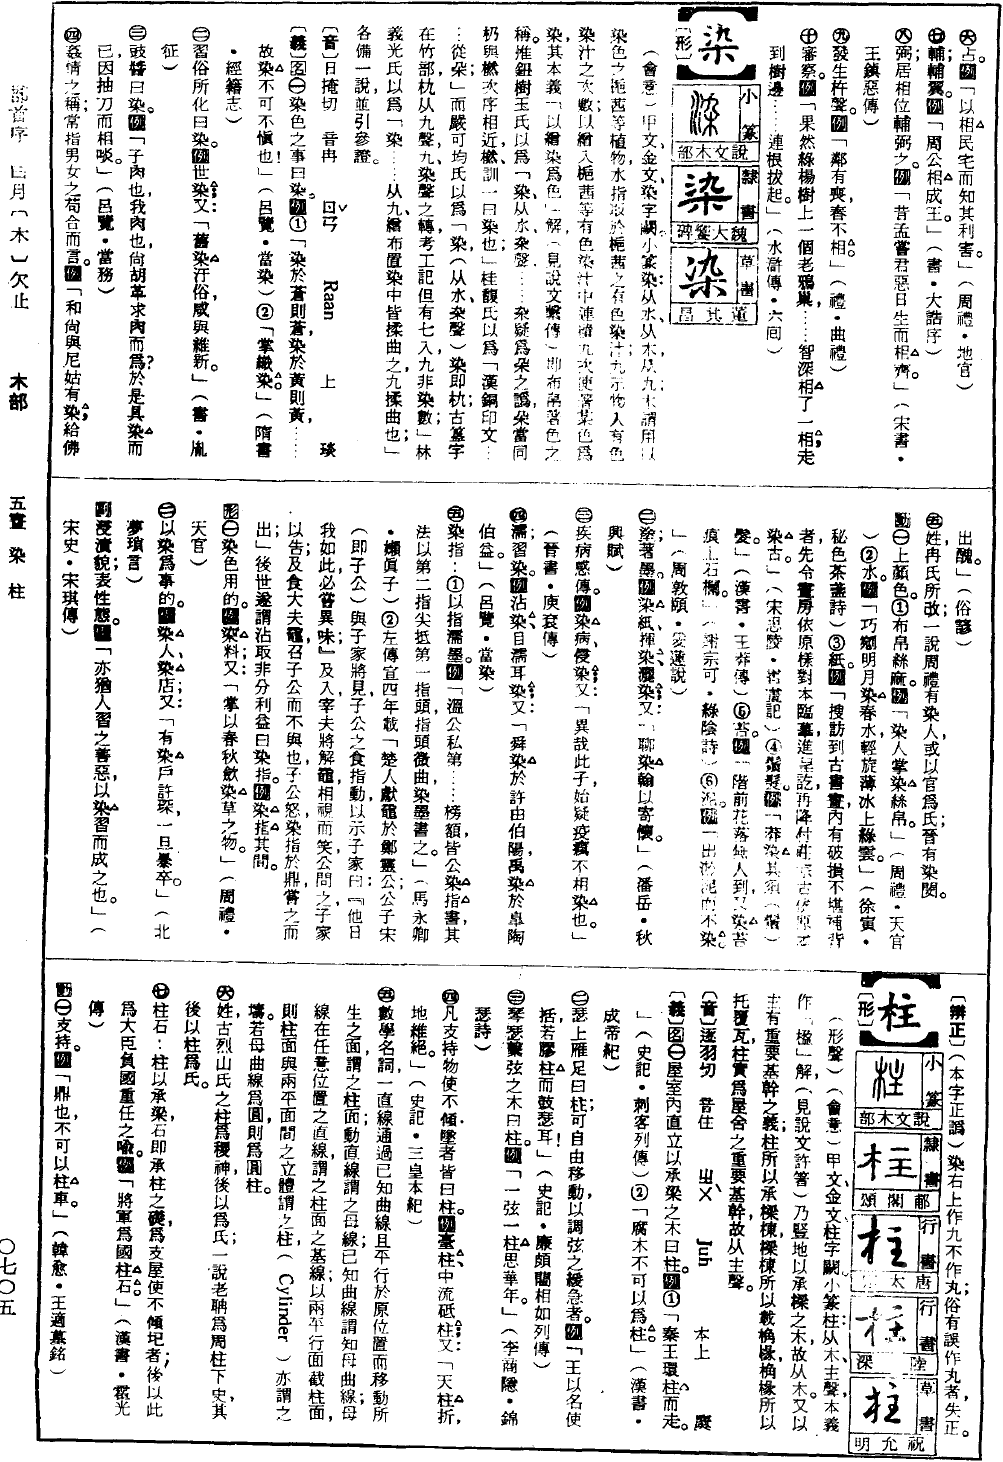 ㊅占。例「以相民宅而知其利害。」（周禮・地官）
㊆輔；輔翼。例「周公相成王。」（書・大誥序）
㊇弼；居相位輔弼之。例「昔孟嘗君惡日生而相齊。」（宋書・
王鎮惡傳）
㊈發生杵聲。例「鄰有喪，舂不相。」（禮・曲禮）
㊉審察。例「果然綠楊樹上一個老鴉巢……智深相了一相，走
到樹邊……連根拔起。」（水滸傳・六回）
染
小篆 說文木部
隸書 魏大饗碑
草書 董其昌
〔形〕
（會意）甲文、金文染字闕。小篆染：从水、从木、从九，木謂用以
染色之梔茜等植物，水指取於梔茜之有色染汁，九示物入有色
染汁之次數；以繒入梔茜等有色染汁中連續九次使著某色爲
染，其本義「以繒染爲色」解（見說文繫傳）即布帛著色之
稱。惟鈕樹玉氏以爲「染从水杂聲……染疑爲朵之譌，朵當同
朷，與橪次序相近，橪訓一曰染也」桂馥氏以爲「漢銅印文…
…從朵」而嚴可均氏以爲「染（从水、杂聲）染即杋，古篆字
在竹部，杋从九聲，九、染聲之轉；考工記但有七入，九非染數」林
義光氏以爲「染……从九；繪布置染中皆揉曲之，九，揉曲也」
各備一說，並引參證。
〔音〕日掩切　音冉　ㄖㄢˇ　Raan　上　琰
〔義〕名㊀染色之事曰染。例①「染於蒼則蒼，染於黃則黃……
故染不可不慎也！」（呂覽・當染）②「掌織染。」（隋書
・經籍志）
㊁習俗所化曰染。例世染；又「舊染汙俗，咸與維新。」（書・胤
征）
㊂豉醬曰染。例「子肉也，我肉也，尚胡革求肉而爲？於是具染而
已，因抽刀而相啖。」（呂覽・當務）
㊃姦情之稱，常指男女之苟合而言。例「和尚與尼姑有染；給佛
出醜。」（俗諺）
㊄姓，冉氏所改，一說周禮有染人，或以官爲氏，晉有染閔。
動㊀上顏色。①布帛絲麻。例「染人掌染絲帛。」（周禮・天官
）②水。例「巧剜明月染春水，輕旋薄冰上綠雲。」（徐寅・
秘色茶盞詩）③紙。例「搜訪到古書畫，內有破損不堪補背
者，先令畫房依原樣對本臨摹
髮」（漢書・王莽傳）⑤苔。例「階前花落無人到，又染苔
痕上石欄。」（謝宗可・綠陰詩）⑥泥。例「出淤泥而不染
」（周敦頤・愛蓮說）
㊁塗著墨。例染紙；揮染；灑染；又「聊染翰以寄懷。」（潘岳・秋
興賦）
㊂疾病感傳。例染病；侵染；又「異哉此子，始疑疫癘不相染也。」
（晉書・庾袞傳）
㊃濡；習染。例沾染；目濡耳染；又「舜染於許由伯陽，禹染於皐陶
伯益。」（呂覽・當染）
㊄染指：①以指濡墨。例「溫公私第……榜額皆公染指書，其
法以第二指尖抵第一指頭，指頭微曲染墨書之。」（馬永卿
・嬾眞子）②左傳宣四年載「楚人獻黿於鄭靈公；公子宋
（即子公）與子家將見，子公之食指動，以示子家曰：『他日
我如此，必嘗異味』及入，宰夫將解黿，相視而笑；公問之，子家
以告，及食大夫黿，召子公而不與也，子公怒，染指於鼎，嘗之而
出」後世遂謂沾取非分利益曰染指。例染指其間。
形㊀染色用的。例染料；又「掌以春秋歛染草之物。」（周禮・
天官）
㊁以染爲事的。例染人；染店；又「有染戶許琛，一旦暴卒。」（北
夢瑣言）
副浸漬貌，表性態。例「亦猶人習之善惡，以染習而成之也。」（
宋史・宋琪傳）
〔辨正〕（本字正譌）染右上作九，不作丸；俗有誤作丸者，失正。
柱
小篆 說文木部
隸書 郙閣頌
行書 唐太宗
行書 陸深
草書 祝允明
〔形〕
（形聲）（會意）甲文、金文柱字闕。小篆柱：从木、主聲，本義
作「楹」解（見說文許箸）乃豎地以承樑之木，故从木。又以
主有重要基幹之義，柱所以承樑棟，樑棟所以載桷椽，桷椽所以
托覆瓦，柱實爲屋舍之重要基幹，故从主聲。
〔音〕逐羽切　音住　ㄓㄨˋ　Juh　本上　麌
〔義〕名㊀屋室內直立以承梁之木曰柱。例①「秦王環柱而走。
」（史記・刺客列傳）②「腐木不可以爲柱。」（漢書・
成帝紀）
㊁瑟上雁足曰柱；可自由移動以調弦之緩急者。例「王以名使
括，若膠柱而鼓瑟耳！」（史記・廉頗藺相如列傳）
㊂琴瑟繫弦之木曰柱。例「一弦一柱思華年。」（李商隱・錦
瑟詩）
㊃凡支持物使不傾墜者皆曰柱。例臺柱；中流砥柱；又「天柱折，
地維絕。」（史記・三皇本紀）
㊄數學名詞，一直線通過已知曲線且平行於原位置而移動所
生之面謂之柱面；動直線謂之母線，已知曲線謂知母曲線；母
線在任意位置之直線謂之柱面之基線；以兩平行面截柱面，
則柱面與兩平面間之立體謂之柱（Cylinder）亦謂之
壔。若母曲線爲圓，則爲圓柱。
㊅姓，古烈山氏之柱爲稷神，後以爲氏；一說老聃爲周柱下史，其
後以柱爲氏。
㊆柱石：柱以承梁，石即承柱之礎，爲支屋使不傾圮者；後以此
爲大臣負國重任之喩。例「將軍爲國柱石。」（漢書・霍光
傳）
動㊀支持。例「鼎也不可以柱車。」（韓愈・王適墓銘）
部首序　四月〔木〕欠止　木部　五畫　染　柱　〇七〇五